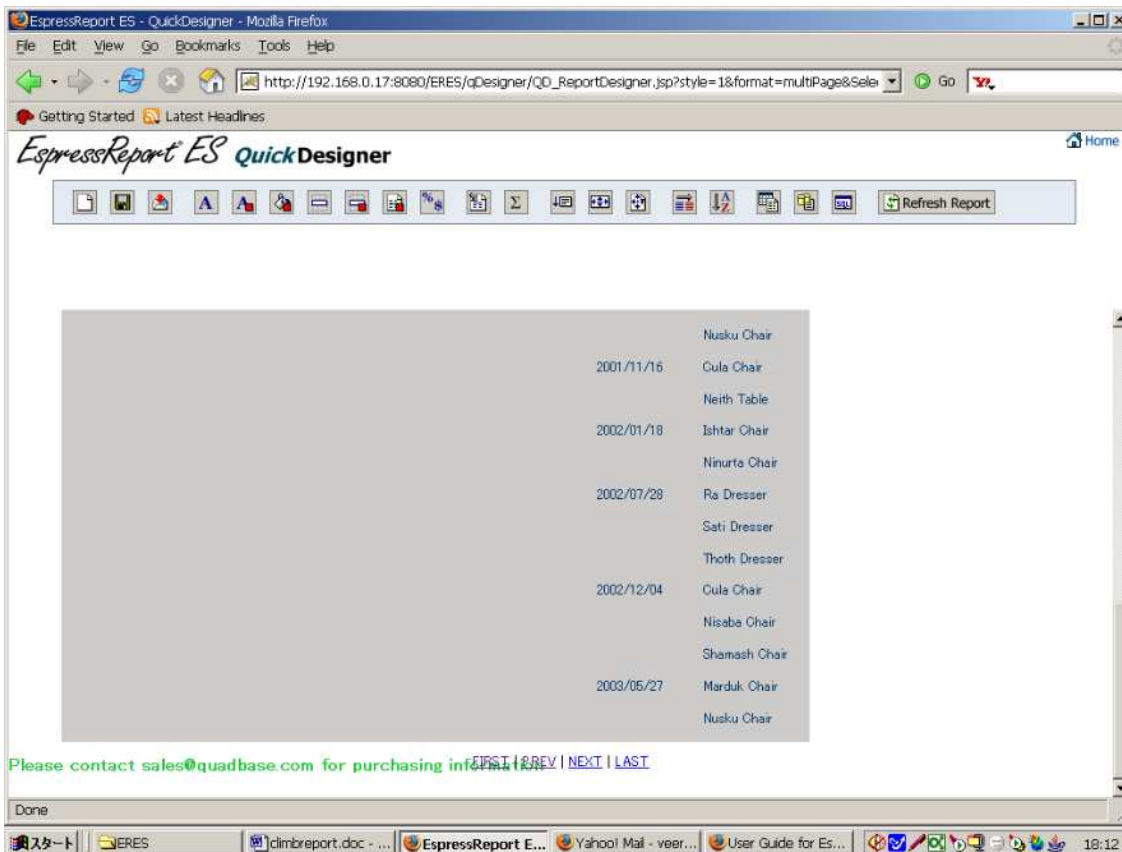 EspressReport ES - QuickDesigner - Mozilla Firefox
File Edit View Go Bookmarks Tools Help
http://192.168.0.17:8080/ERES/qDesigner/QD_ReportDesigner.jsp?style=1&format=multiPage&Sele Go
Getting Started Latest Headlines
EspressReport ES QuickDesigner
Home
Refresh Report
Nusku Chair
2001/11/16 Cula Chair
Neith Table
2002/01/18 Ishtar Chair
Ninurta Chair
2002/07/28 Ra Dresser
Sati Dresser
Thoth Dresser
2002/12/04 Cula Chair
Nisaba Chair
Shamash Chair
2003/05/27 Marduk Chair
Nusku Chair
Please contact sales@quadbase.com for purchasing information
FIRST | PREV | NEXT | LAST
Done
スタート ERES climbreport.doc - ... EspressReport E... Yahoo! Mail - veer... User Guide for Es... 18:12